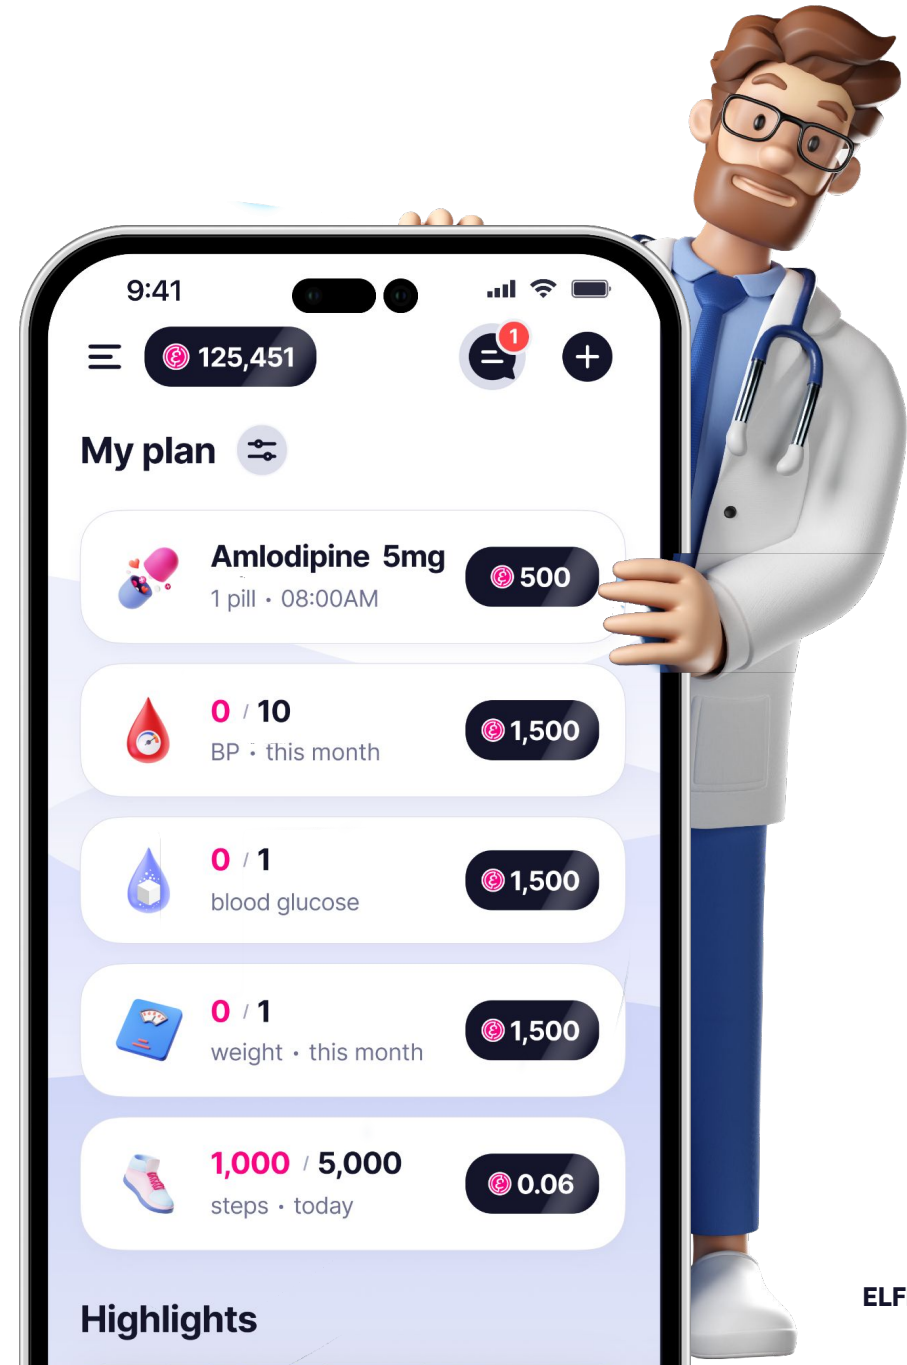 9:41
125,451
1
My plan
Amlodipine 5mg
1 pill • 08:00AM
500
0 / 10
BP • this month
1,500
0 / 1
blood glucose
1,500
0 / 1
weight • this month
1,500
1,000 / 5,000
steps • today
0.06
Highlights
ELF